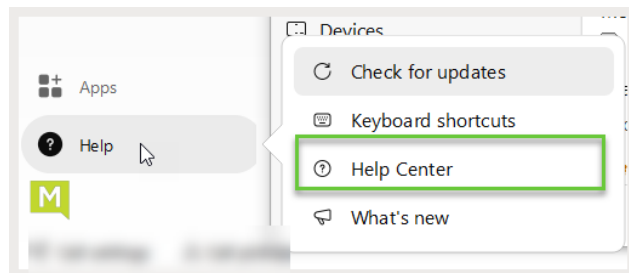 Devices
Apps
Help
M
Check for updates
Keyboard shortcuts
Help Center
What's new